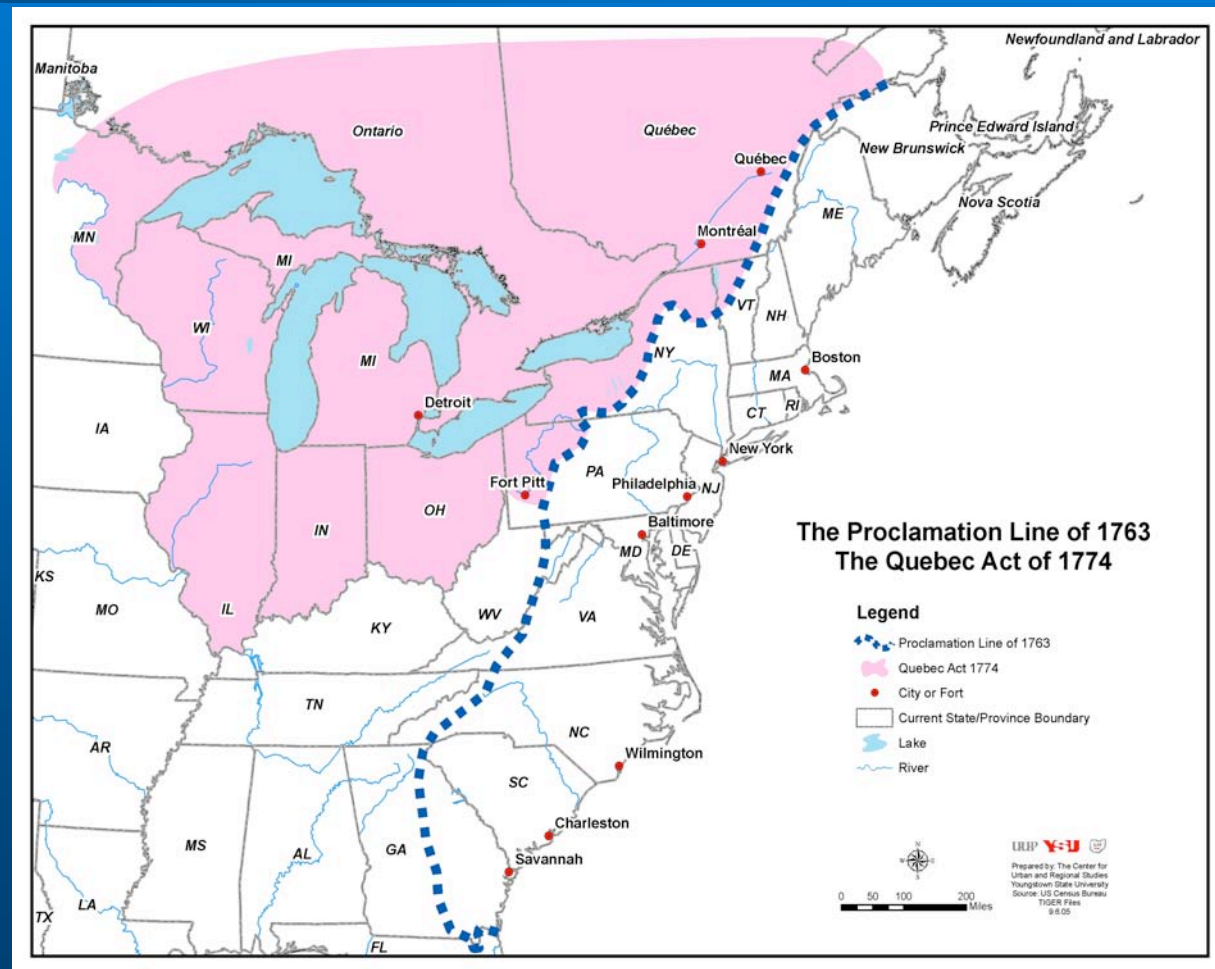 Newfoundland and Labrador
Manitoba
Ontario
Québec
Prince Edward Island
New Brunswick
Québec
Nova Scotia
ME
MN
Montréal
MI
VT
NH
WI
NY
Boston
MI
MA
Detroit
CT
RI
IA
New York
PA
Fort Pitt
Philadelphia
NJ
OH
Baltimore
IN
MD
DE
The Proclamation Line of 1763
The Quebec Act of 1774
KS
MO
IL
WV
VA
KY
Legend
Proclamation Line of 1763
Quebec Act 1774
City or Fort
Current State/Province Boundary
Lake
River
TN
NC
AR
Wilmington
SC
Charleston
MS
AL
GA
Savannah
LA
TX
FL
N
W
E
S
0 50 100 200
Miles
YSU
Prepared by: The Center for
Urban and Regional Studies
Youngstown State University
Source: US Census Bureau
TIGER Files
9.6.05